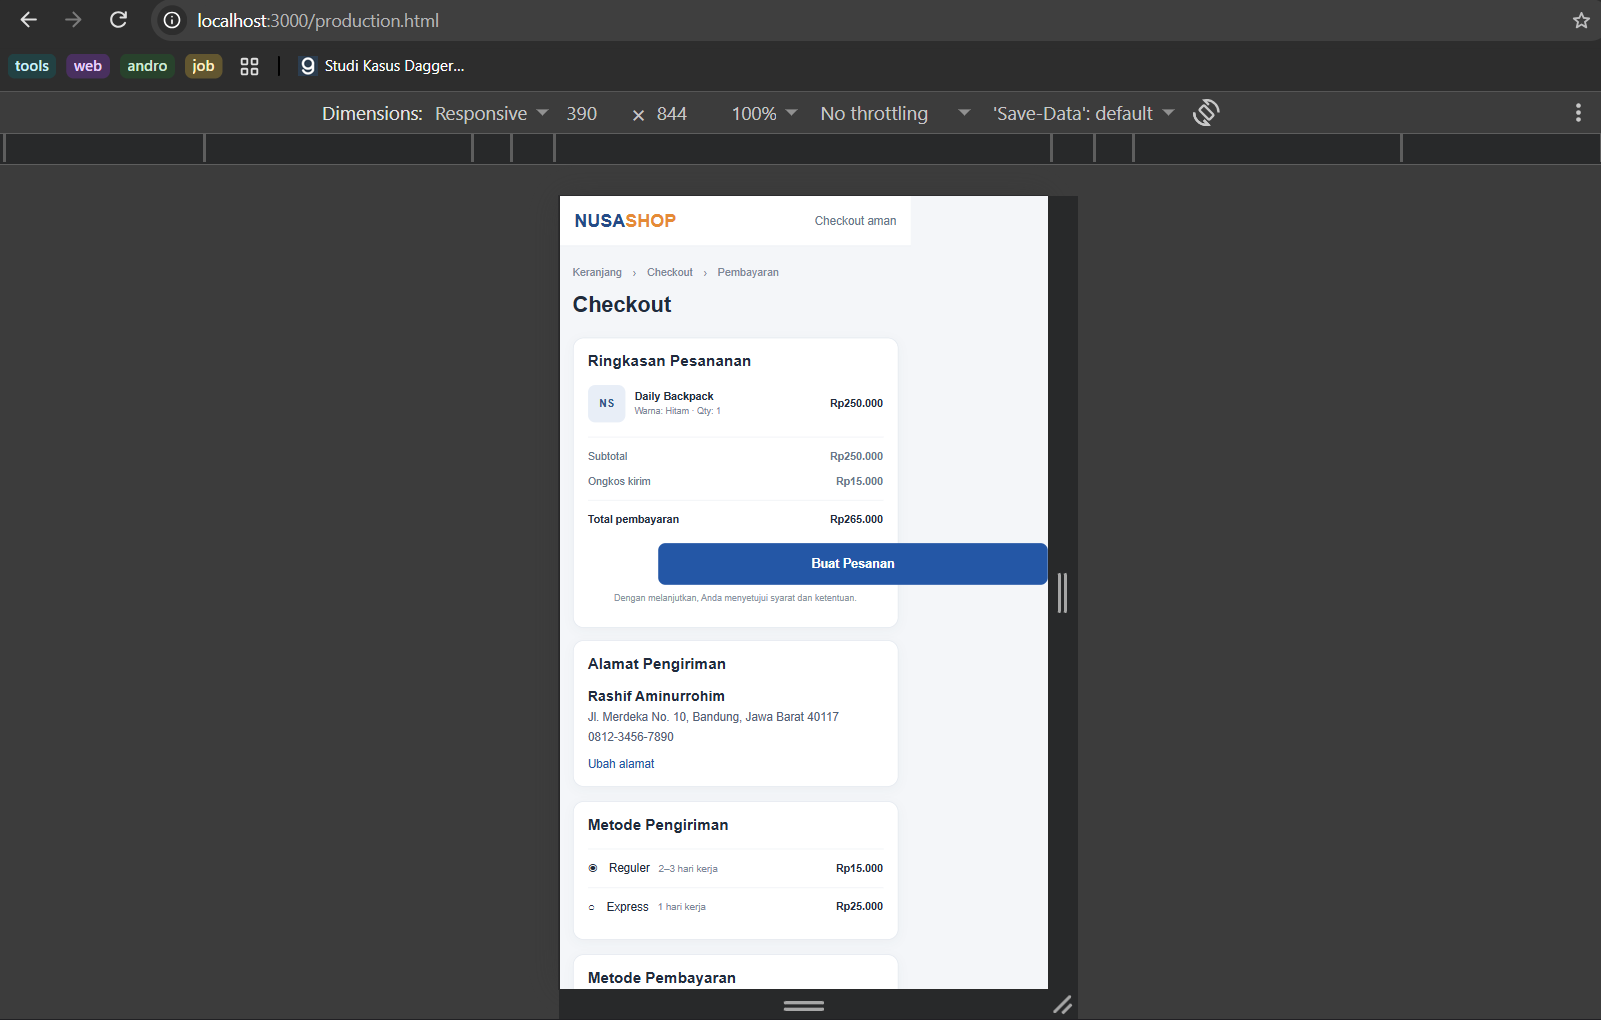 localhost:3000/production.html
tools web andro job Studi Kasus Dagger...
Dimensions: Responsive 390 × 844 100% No throttling 'Save-Data': default
NUSASHOP Checkout aman
Keranjang › Checkout › Pembayaran
Checkout
Ringkasan Pesananan
NS
Daily Backpack
Warna: Hitam · Qty: 1
Rp250.000
Subtotal Rp250.000
Ongkos kirim Rp15.000
Total pembayaran Rp265.000
Buat Pesanan
Dengan melanjutkan, Anda menyetujui syarat dan ketentuan.
Alamat Pengiriman
Rashif Aminurrohim
Jl. Merdeka No. 10, Bandung, Jawa Barat 40117
0812-3456-7890
Ubah alamat
Metode Pengiriman
Reguler 2–3 hari kerja Rp15.000
Express 1 hari kerja Rp25.000
Metode Pembayaran